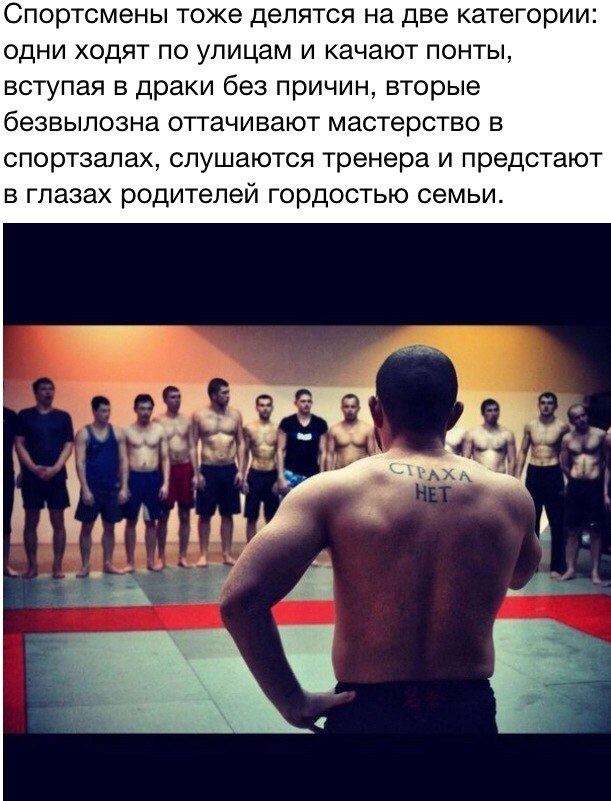 Спортсмены тоже делятся на две категории:
одни ходят по улицам и качают понты,
вступая в драки без причин, вторые
безвылозна оттачивают мастерство в
спортзалах, слушаются тренера и предстают
в глазах родителей гордостью семьи.
СТРАХА
НЕТ